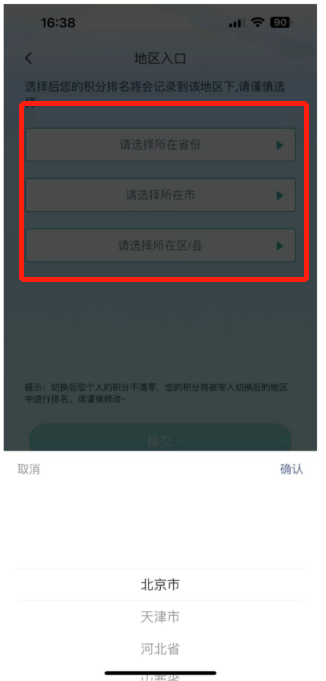 16:38
90
地区入口
选择后您的积分排名将会记录到该地区下,请谨慎选
择
请选择所在省份
请选择所在市
请选择所在区/县
提示：切换后您个人的积分不清零，您的积分将被带入切换后的地区
中进行排名，请谨慎修改~
提交
取消
确认
北京市
天津市
河北省
山西省